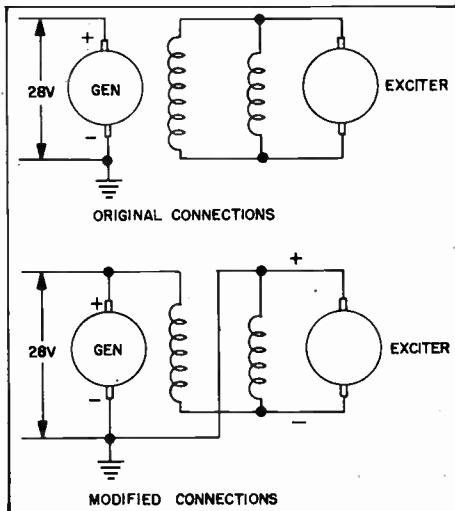 +
28V
GEN
EXCITER
-
ORIGINAL CONNECTIONS
+
+
28V
GEN
EXCITER
-
-
MODIFIED CONNECTIONS